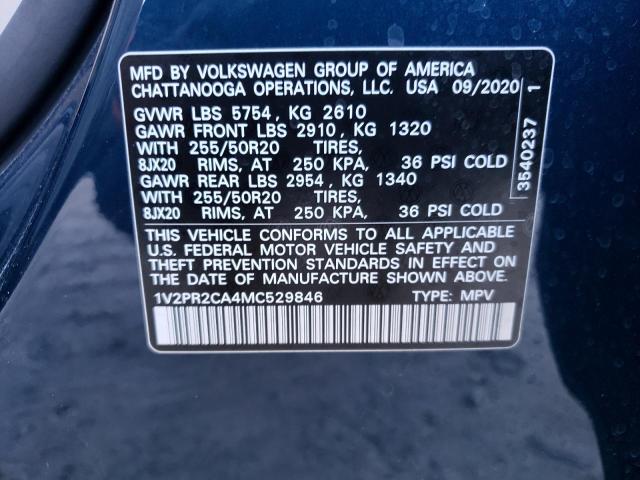 MFD BY VOLKSWAGEN GROUP OF AMERICA
CHATTANOOGA OPERATIONS, LLC. USA 09/2020
GVWR LBS 5754 , KG 2610
GAWR FRONT LBS 2910 , KG 1320
WITH 255/50R20 TIRES,
8JX20 RIMS, AT 250 KPA, 36 PSI COLD
GAWR REAR LBS 2954 , KG 1340
WITH 255/50R20 TIRES,
8JX20 RIMS, AT 250 KPA, 36 PSI COLD
THIS VEHICLE CONFORMS TO ALL APPLICABLE
U.S. FEDERAL MOTOR VEHICLE SAFETY AND
THEFT PREVENTION STANDARDS IN EFFECT ON
THE DATE OF MANUFACTURE SHOWN ABOVE.
1V2PR2CA4MC529846 TYPE: MPV
3540237 1